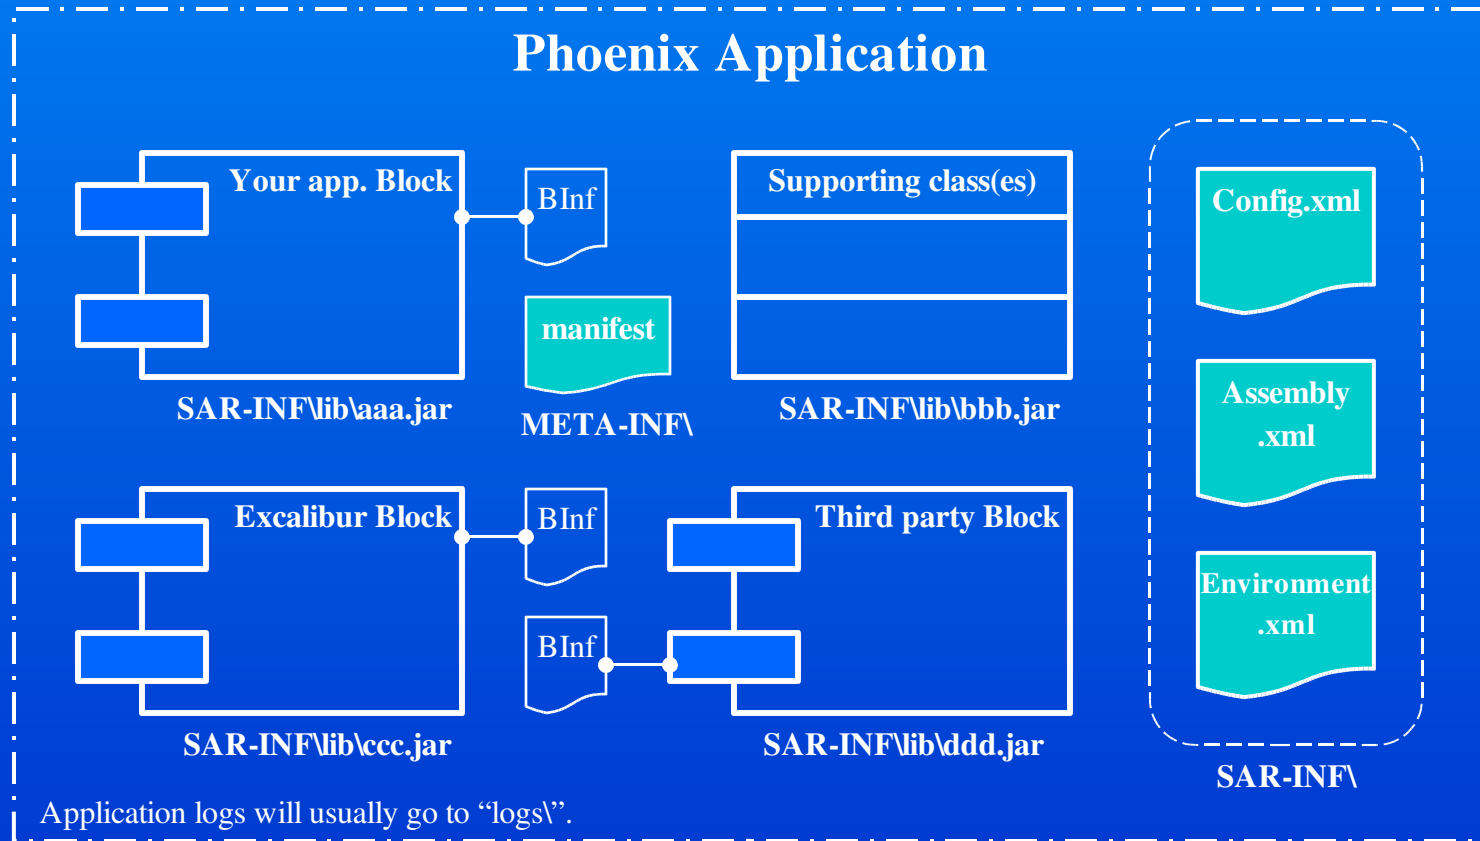 Phoenix Application
Your app. Block
BInf
Supporting class(es)
Config.xml
manifest
SAR-INF\lib\aaa.jar
META-INF\
SAR-INF\lib\bbb.jar
Assembly
.xml
Excalibur Block
BInf
Third party Block
Environment
.xml
BInf
SAR-INF\lib\ccc.jar
SAR-INF\lib\ddd.jar
SAR-INF\
Application logs will usually go to “logs\”.